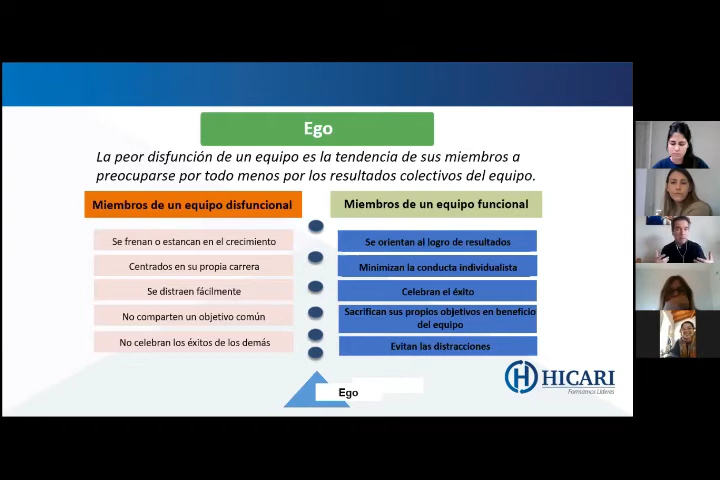 Ego
La peor disfunción de un equipo es la tendencia de sus miembros a
preocuparse por todo menos por los resultados colectivos del equipo.
Miembros de un equipo disfuncional
Se frenan o estancan en el crecimiento
Centrados en su propia carrera
Se distraen fácilmente
No comparten un objetivo común
No celebran los éxitos de los demás
Miembros de un equipo funcional
Se orientan al logro de resultados
Minimizan la conducta individualista
Celebran el éxito
Sacrifican sus propios objetivos en beneficio
del equipo
Evitan las distracciones
Ego
HICARI
Formamos Líderes